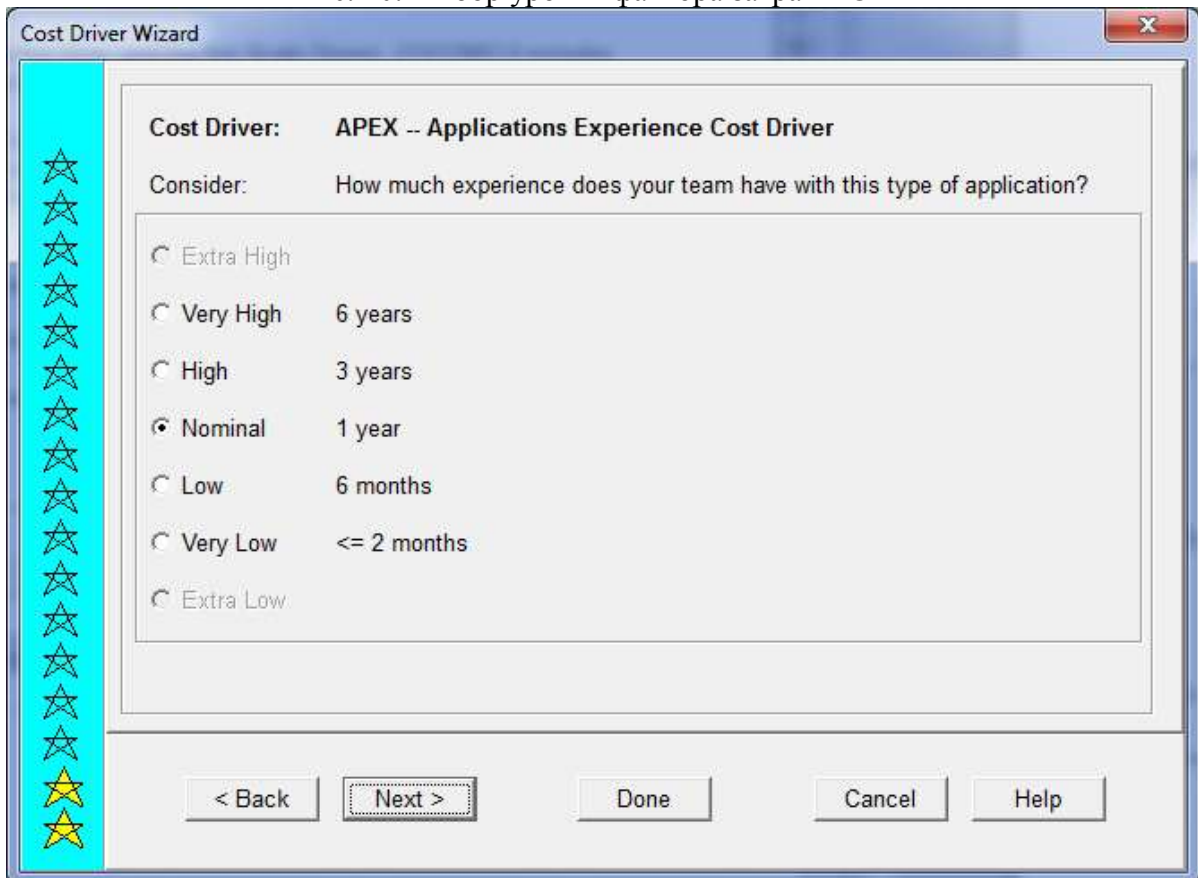 Cost Driver Wizard
Cost Driver: APEX -- Applications Experience Cost Driver
Consider: How much experience does your team have with this type of application?
Extra High
Very High 6 years
High 3 years
Nominal 1 year
Low 6 months
Very Low <= 2 months
Extra Low
< Back Next > Done Cancel Help